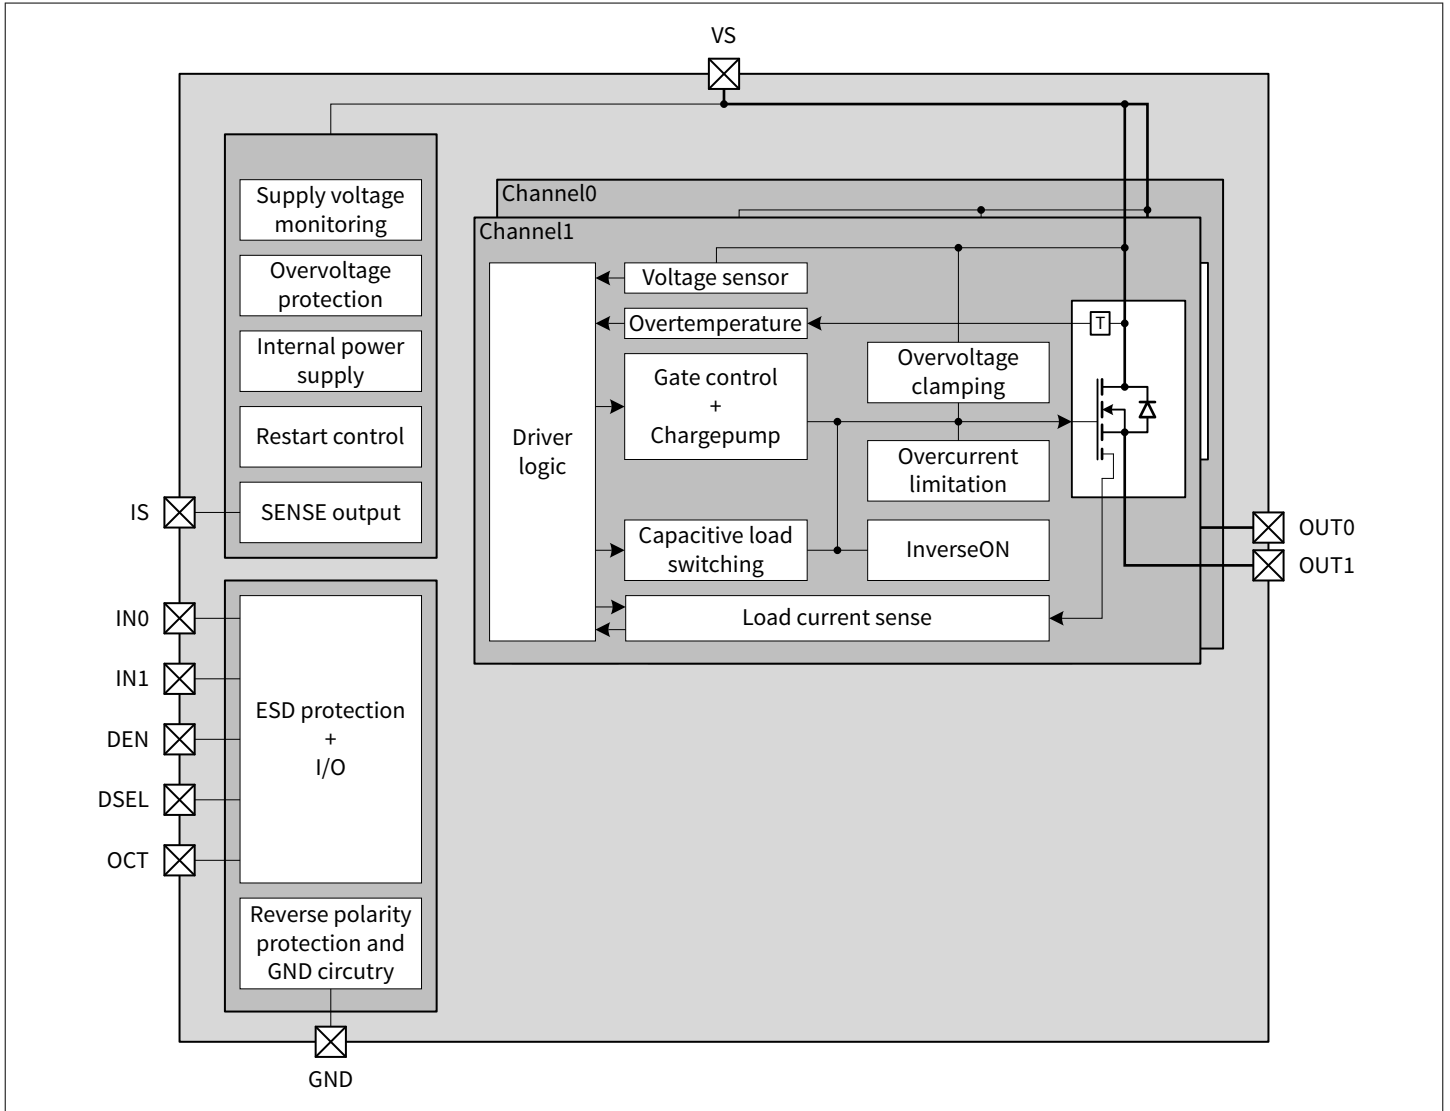 VS
Supply voltage
monitoring
Overvoltage
protection
Internal power
supply
Restart control
SENSE output
IS
Channel0
Channel1
Driver
logic
Voltage sensor
Overtemperature
Gate control
+
Chargepump
Overvoltage
clamping
Overcurrent
limitation
T
Capacitive load
switching
InverseON
Load current sense
OUT0
OUT1
IN0
IN1
DEN
DSEL
OCT
ESD protection
+
I/O
Reverse polarity
protection and
GND circutry
GND